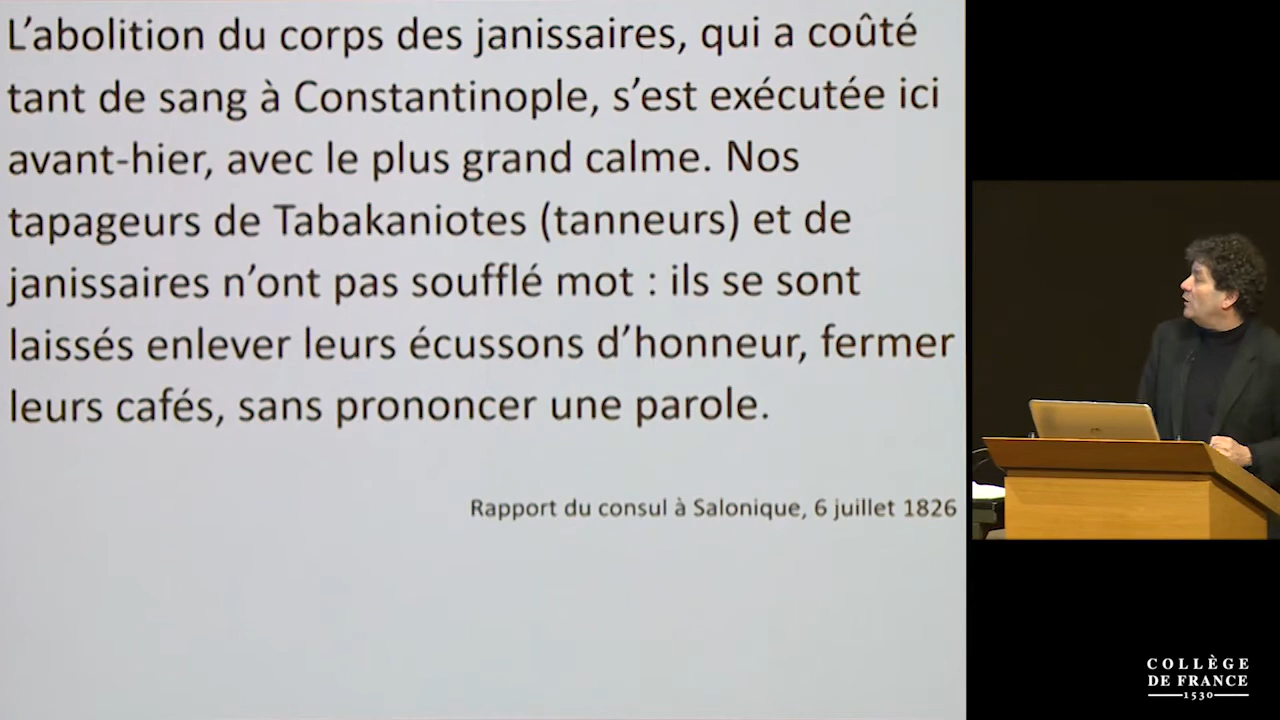 L’abolition du corps des janissaires, qui a coûté
tant de sang à Constantinople, s’est exécutée ici
avant-hier, avec le plus grand calme. Nos
tapageurs de Tabakaniotes (tanneurs) et de
janissaires n’ont pas soufflé mot : ils se sont
laissés enlever leurs écussons d’honneur, fermer
leurs cafés, sans prononcer une parole.
Rapport du consul à Salonique, 6 juillet 1826
COLLÈGE
DE FRANCE
1530